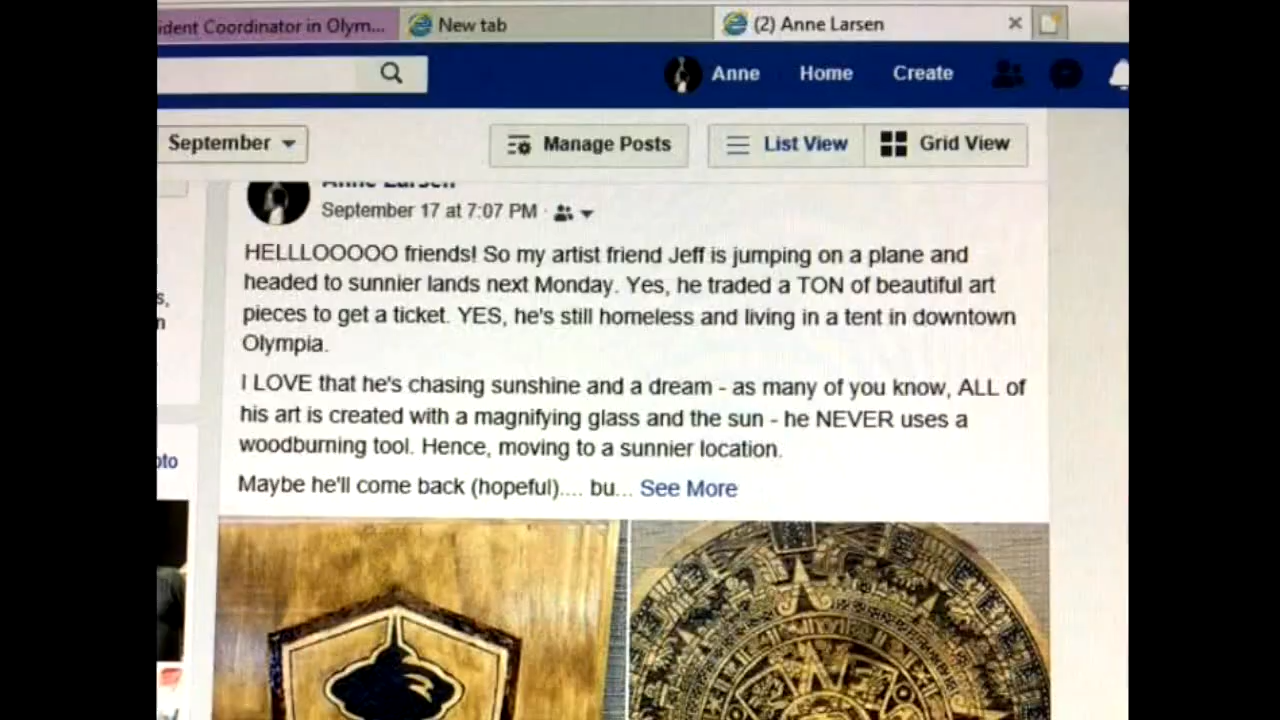 ident Coordinator in Olym...
New tab
(2) Anne Larsen
Anne
Home
Create
September
Manage Posts
List View
Grid View
Anne Larsen
September 17 at 7:07 PM ·
HELLLOOOOO friends! So my artist friend Jeff is jumping on a plane and
headed to sunnier lands next Monday. Yes, he traded a TON of beautiful art
pieces to get a ticket. YES, he's still homeless and living in a tent in downtown
Olympia.
I LOVE that he's chasing sunshine and a dream - as many of you know, ALL of
his art is created with a magnifying glass and the sun - he NEVER uses a
woodburning tool. Hence, moving to a sunnier location.
Maybe he'll come back (hopeful).... bu... See More
s,
n
oto